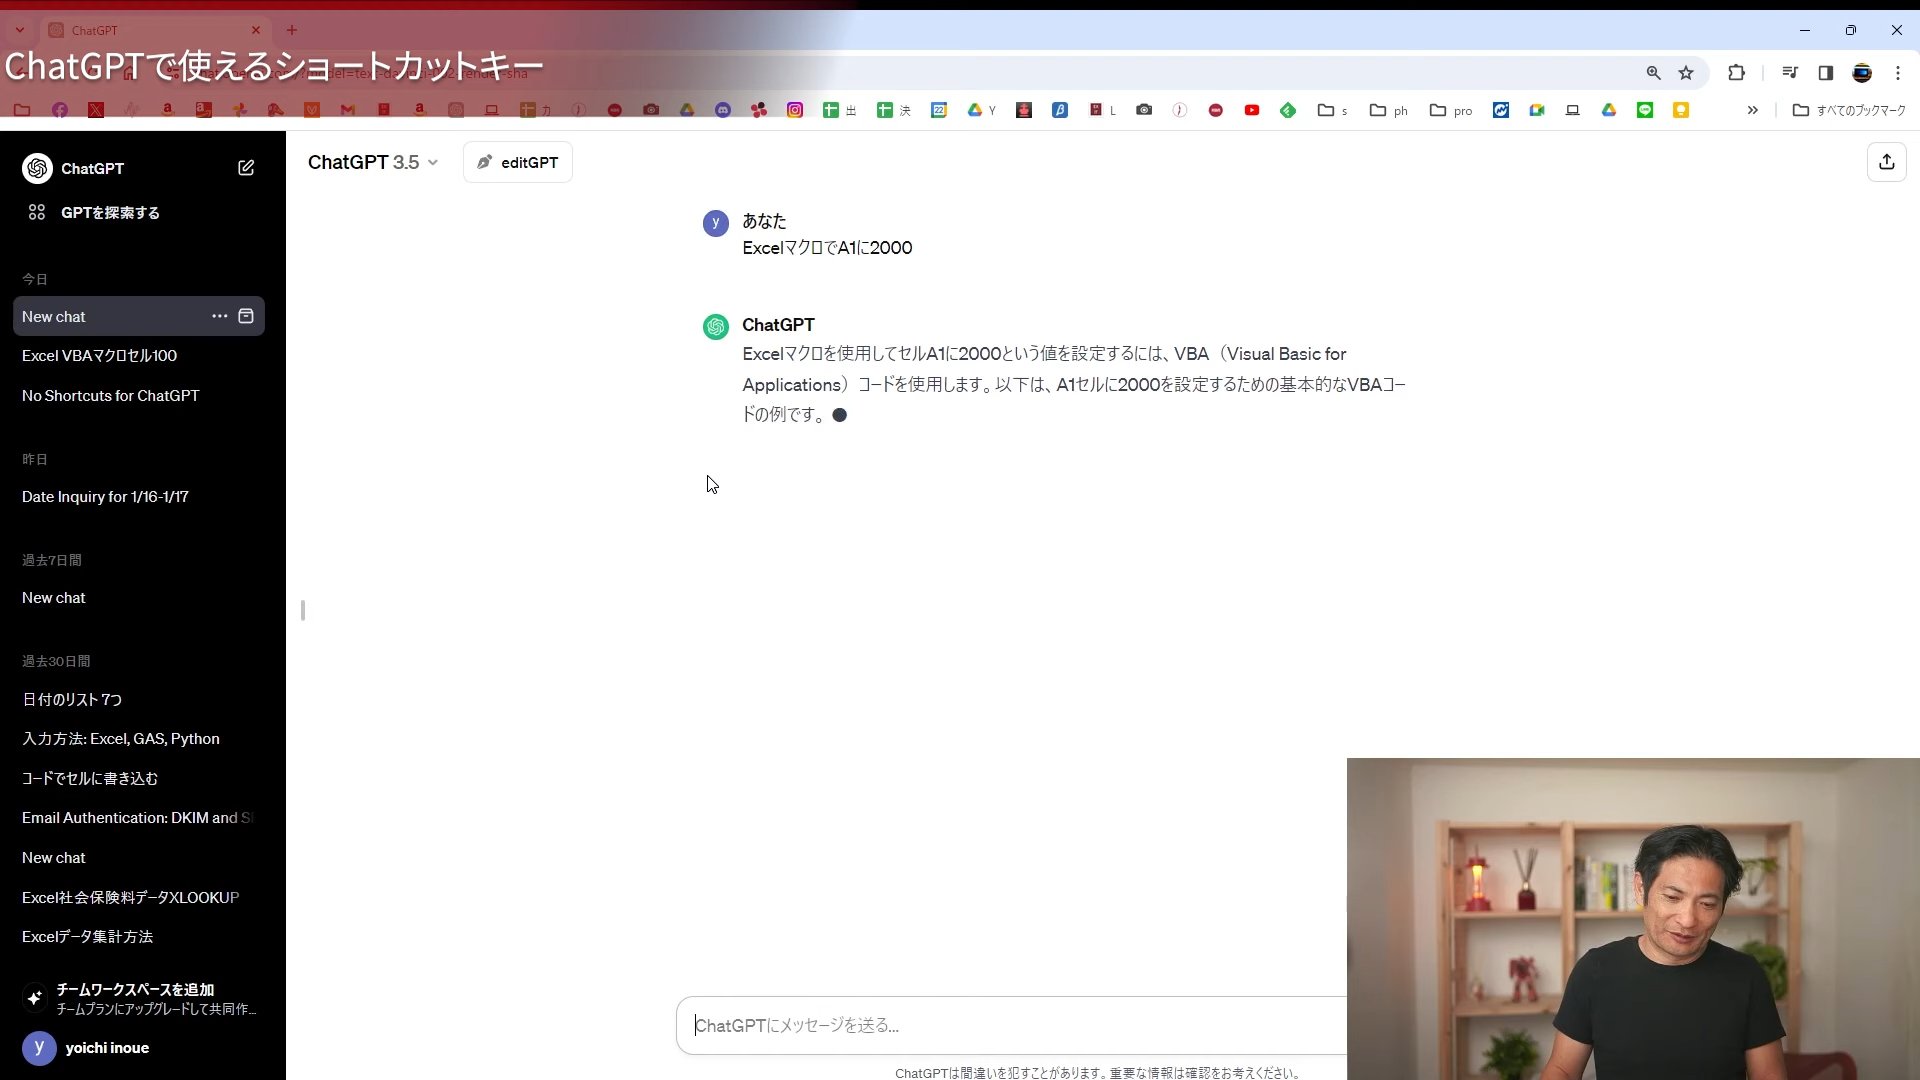 ChatGPT
ChatGPTで使えるショートカットキー
カ
出
決
Y
L
s
ph
pro
すべてのブックマーク
ChatGPT
GPTを探索する
今日
New chat
Excel VBAマクロセル100
No Shortcuts for ChatGPT
昨日
Date Inquiry for 1/16-1/17
過去7日間
New chat
過去30日間
日付のリスト 7つ
入力方法: Excel, GAS, Python
コードでセルに書き込む
Email Authentication: DKIM and S
New chat
Excel社会保険料データXLOOKUP
Excelデータ集計方法
チームワークスペースを追加
チームプランにアップグレードして共同作...
y
yoichi inoue
ChatGPT 3.5
editGPT
y
あなた
ExcelマクロでA1に2000
ChatGPT
Excelマクロを使用してセルA1に2000という値を設定するには、VBA（Visual Basic for
Applications）コードを使用します。以下は、A1セルに2000を設定するための基本的なVBAコー
ドの例です。
ChatGPTにメッセージを送る...
ChatGPTは間違いを犯すことがあります。重要な情報は確認をお考えください。